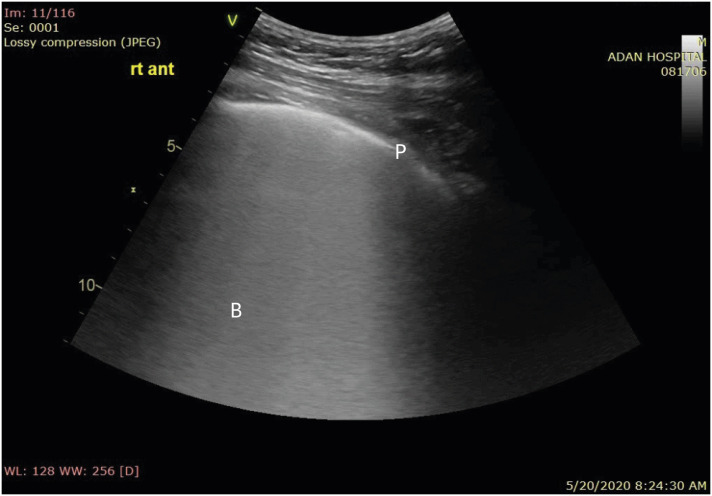 Im: 11/116
Se: 0001
Lossy compression (JPEG)
V
M
ADAN HOSPITAL
081706
rt ant
5
P
10
B
WL: 128 WW: 256 [D]
5/20/2020 8:24:30 AM